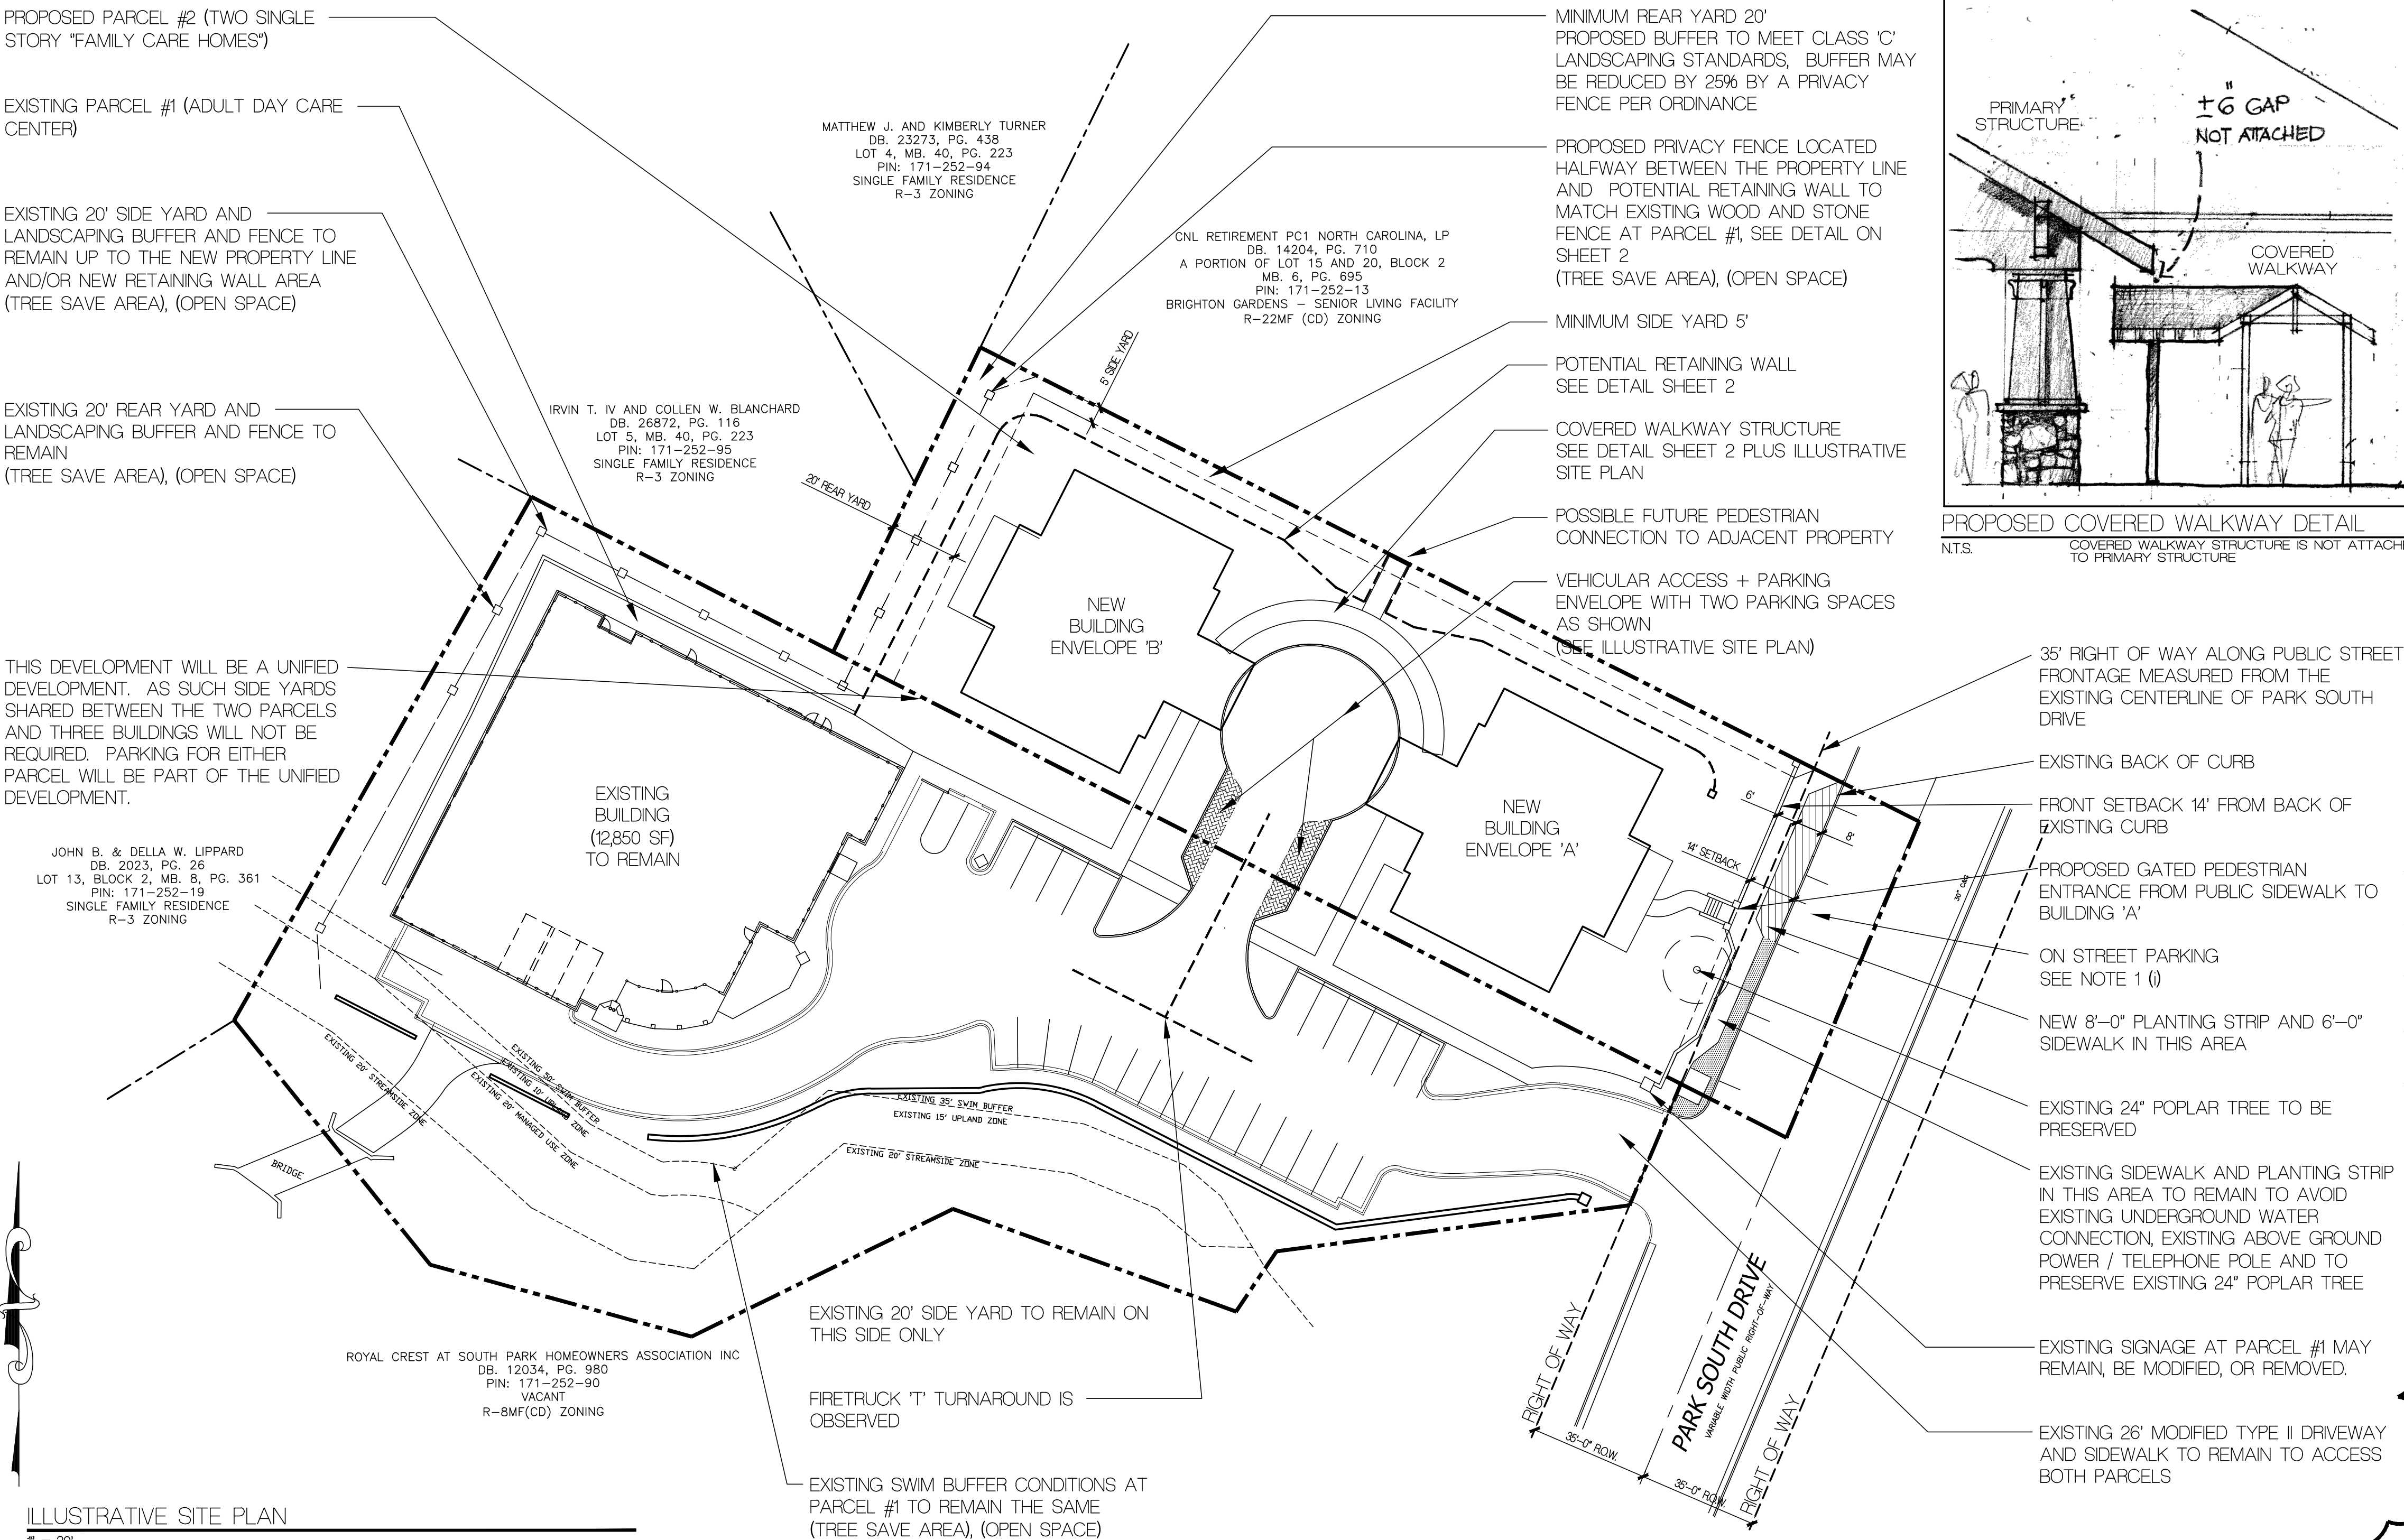 PROPOSED PARCEL #2 (TWO SINGLE
STORY "FAMILY CARE HOMES")
EXISTING PARCEL #1 (ADULT DAY CARE
CENTER)
EXISTING 20' SIDE YARD AND
LANDSCAPING BUFFER AND FENCE TO
REMAIN UP TO THE NEW PROPERTY LINE
AND/OR NEW RETAINING WALL AREA
(TREE SAVE AREA), (OPEN SPACE)
EXISTING 20' REAR YARD AND
LANDSCAPING BUFFER AND FENCE TO
REMAIN
(TREE SAVE AREA), (OPEN SPACE)
THIS DEVELOPMENT WILL BE A UNIFIED
DEVELOPMENT. AS SUCH SIDE YARDS
SHARED BETWEEN THE TWO PARCELS
AND THREE BUILDINGS WILL NOT BE
REQUIRED. PARKING FOR EITHER
PARCEL WILL BE PART OF THE UNIFIED
DEVELOPMENT.
JOHN B. & DELLA W. LIPPARD
DB. 2023, PG. 26
LOT 13, BLOCK 2, MB. 8, PG. 361
PIN: 171-252-19
SINGLE FAMILY RESIDENCE
R-3 ZONING
MATTHEW J. AND KIMBERLY TURNER
DB. 23273, PG. 438
LOT 4, MB. 40, PG. 223
PIN: 171-252-94
SINGLE FAMILY RESIDENCE
R-3 ZONING
IRVIN T. IV AND COLLEN W. BLANCHARD
DB. 26872, PG. 116
LOT 5, MB. 40, PG. 223
PIN: 171-252-95
SINGLE FAMILY RESIDENCE
R-3 ZONING
CNL RETIREMENT PC1 NORTH CAROLINA, LP
DB. 14204, PG. 710
A PORTION OF LOT 15 AND 20, BLOCK 2
MB. 6, PG. 695
PIN: 171-252-13
BRIGHTON GARDENS - SENIOR LIVING FACILITY
R-22MF (CD) ZONING
5' SIDE YARD
20' REAR YARD
NEW
BUILDING
ENVELOPE 'B'
EXISTING
BUILDING
(12,850 SF)
TO REMAIN
NEW
BUILDING
ENVELOPE 'A'
6'
8'
14' SETBACK
30" C&G
MINIMUM REAR YARD 20'
PROPOSED BUFFER TO MEET CLASS 'C'
LANDSCAPING STANDARDS, BUFFER MAY
BE REDUCED BY 25% BY A PRIVACY
FENCE PER ORDINANCE
PROPOSED PRIVACY FENCE LOCATED
HALFWAY BETWEEN THE PROPERTY LINE
AND POTENTIAL RETAINING WALL TO
MATCH EXISTING WOOD AND STONE
FENCE AT PARCEL #1, SEE DETAIL ON
SHEET 2
(TREE SAVE AREA), (OPEN SPACE)
MINIMUM SIDE YARD 5'
POTENTIAL RETAINING WALL
SEE DETAIL SHEET 2
COVERED WALKWAY STRUCTURE
SEE DETAIL SHEET 2 PLUS ILLUSTRATIVE
SITE PLAN
POSSIBLE FUTURE PEDESTRIAN
CONNECTION TO ADJACENT PROPERTY
VEHICULAR ACCESS + PARKING
ENVELOPE WITH TWO PARKING SPACES
AS SHOWN
(SEE ILLUSTRATIVE SITE PLAN)
PRIMARY
STRUCTURE
±6" GAP
NOT ATTACHED
COVERED
WALKWAY
PROPOSED COVERED WALKWAY DETAIL
N.T.S.
COVERED WALKWAY STRUCTURE IS NOT ATTACHE
TO PRIMARY STRUCTURE
35' RIGHT OF WAY ALONG PUBLIC STREET
FRONTAGE MEASURED FROM THE
EXISTING CENTERLINE OF PARK SOUTH
DRIVE
EXISTING BACK OF CURB
FRONT SETBACK 14' FROM BACK OF
EXISTING CURB
PROPOSED GATED PEDESTRIAN
ENTRANCE FROM PUBLIC SIDEWALK TO
BUILDING 'A'
ON STREET PARKING
SEE NOTE 1 (i)
NEW 8'-0" PLANTING STRIP AND 6'-0"
SIDEWALK IN THIS AREA
EXISTING 24" POPLAR TREE TO BE
PRESERVED
EXISTING SIDEWALK AND PLANTING STRIP
IN THIS AREA TO REMAIN TO AVOID
EXISTING UNDERGROUND WATER
CONNECTION, EXISTING ABOVE GROUND
POWER / TELEPHONE POLE AND TO
PRESERVE EXISTING 24" POPLAR TREE
EXISTING SIGNAGE AT PARCEL #1 MAY
REMAIN, BE MODIFIED, OR REMOVED.
EXISTING 26' MODIFIED TYPE II DRIVEWAY
AND SIDEWALK TO REMAIN TO ACCESS
BOTH PARCELS
EXISTING 20' STREAMSIDE ZONE
EXISTING 50' SWIM BUFFER
EXISTING 10' UPLAND ZONE
EXISTING 20' MANAGED USE ZONE
EXISTING 35' SWIM BUFFER
EXISTING 15' UPLAND ZONE
EXISTING 20' STREAMSIDE ZONE
BRIDGE
ROYAL CREST AT SOUTH PARK HOMEOWNERS ASSOCIATION INC
DB. 12034, PG. 980
PIN: 171-252-90
VACANT
R-8MF(CD) ZONING
EXISTING 20' SIDE YARD TO REMAIN ON
THIS SIDE ONLY
FIRETRUCK 'T' TURNAROUND IS
OBSERVED
EXISTING SWIM BUFFER CONDITIONS AT
PARCEL #1 TO REMAIN THE SAME
(TREE SAVE AREA), (OPEN SPACE)
RIGHT OF WAY
PARK SOUTH DRIVE
VARIABLE WIDTH PUBLIC RIGHT-OF-WAY
RIGHT OF WAY
35'-0" R.O.W.
35'-0" R.O.W.
ILLUSTRATIVE SITE PLAN